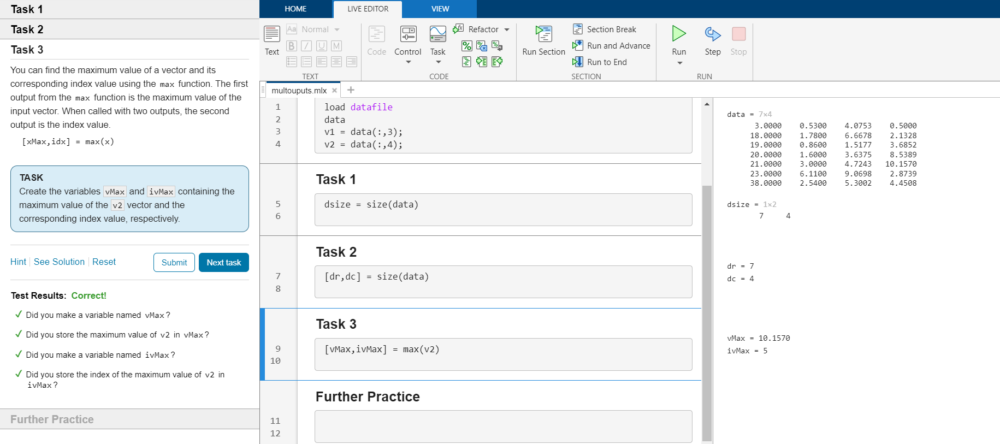 Task 1
Task 2
Task 3
You can find the maximum value of a vector and its
corresponding index value using the max function. The first
output from the max function is the maximum value of the
input vector. When called with two outputs, the second
output is the index value.
[xMax,idx] = max(x)
TASK
Create the variables vMax and ivMax containing the
maximum value of the v2 vector and the
corresponding index value, respectively.
Hint See Solution Reset Submit Next task
Test Results: Correct!
✓ Did you make a variable named vMax?
✓ Did you store the maximum value of v2 in vMax?
✓ Did you make a variable named ivMax?
✓ Did you store the index of the maximum value of v2 in
ivMax?
Further Practice
HOME LIVE EDITOR VIEW
Text
Aa Normal
B I U M
TEXT
Code Control Task
Refactor
CODE
Run Section
Section Break
Run and Advance
Run to End
SECTION
Run Step Stop
RUN
multouputs.mlx × +
1 load datafile
2 data
3 v1 = data(:,3);
4 v2 = data(:,4);
Task 1
5 dsize = size(data)
6
Task 2
7 [dr,dc] = size(data)
8
Task 3
9 [vMax,ivMax] = max(v2)
10
Further Practice
11
12
data = 7×4
3.0000 0.5300 4.0753 0.5000
18.0000 1.7800 6.6678 2.1328
19.0000 0.8600 1.5177 3.6852
20.0000 1.6000 3.6375 8.5389
21.0000 3.0000 4.7243 10.1570
23.0000 6.1100 9.0698 2.8739
38.0000 2.5400 5.3002 4.4508
dsize = 1×2
7 4
dr = 7
dc = 4
vMax = 10.1570
ivMax = 5